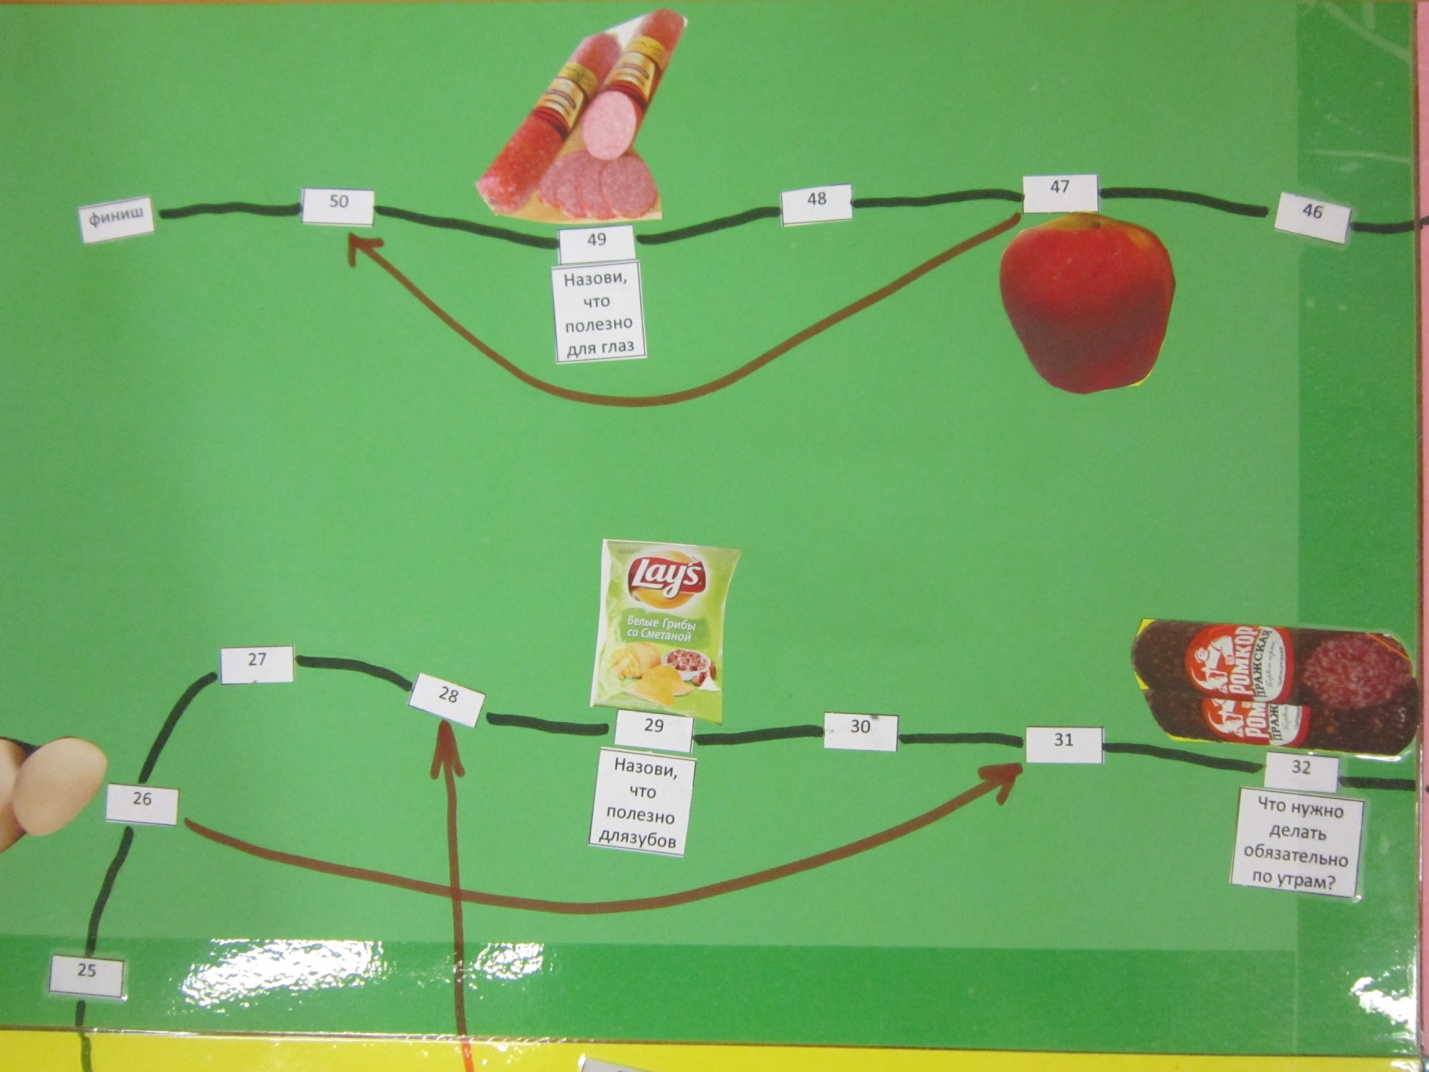 финиш
50
49
48
47
46
Назови,
что
полезно
для глаз
Lay's
Белые Грибы
со Сметаной
27
28
29
30
31
32
Назови,
что
полезно
длязубов
РОМКОР
ПРАЖСКАЯ
Что нужно
делать
обязательно
по утрам?
26
25